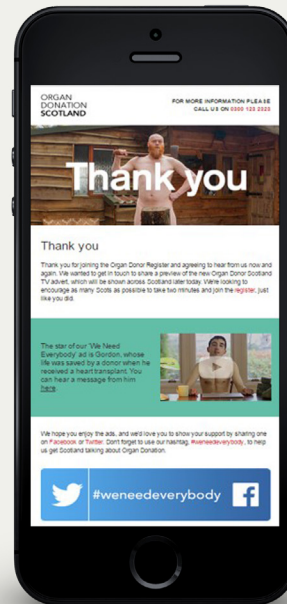 ORGAN
DONATION
SCOTLAND
FOR MORE INFORMATION PLEASE
CALL US ON 0300 123 2323
Thank you
Thank you
Thank you for joining the Organ Donor Register and agreeing to hear from us now and
again. We wanted to get in touch to share a preview of the new Organ Donor Scotland
TV advert, which will be shown across Scotland later today. We're looking to
encourage as many Scots as possible to take two minutes and join the register, just
like you did.
The star of our 'We Need
Everybody' ad is Gordon, whose
life was saved by a donor when he
received a heart transplant. You
can hear a message from him
here.
We hope you enjoy the ads, and we'd love you to show your support by sharing one
on Facebook or Twitter. Don't forget to use our hashtag, #weneedeverybody, to help
us get Scotland talking about Organ Donation.
#weneedeverybody